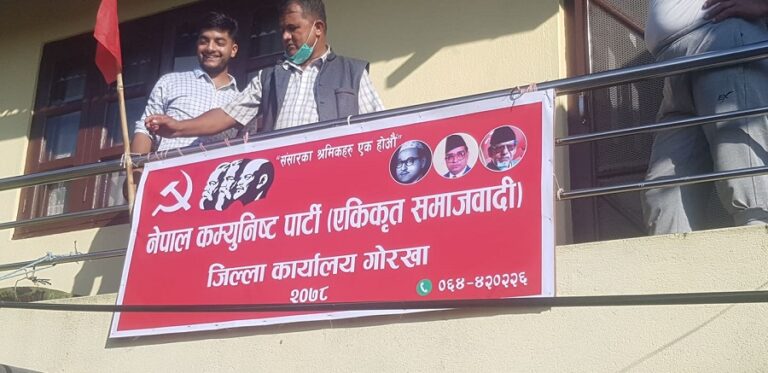 "संसारका श्रमिकहरु एक होऔं"
नेपाल कम्युनिष्ट पार्टी (एकिकृत समाजवादी)
जिल्ला कार्यालय गोरखा
२०७८
०६४-४२०२२६